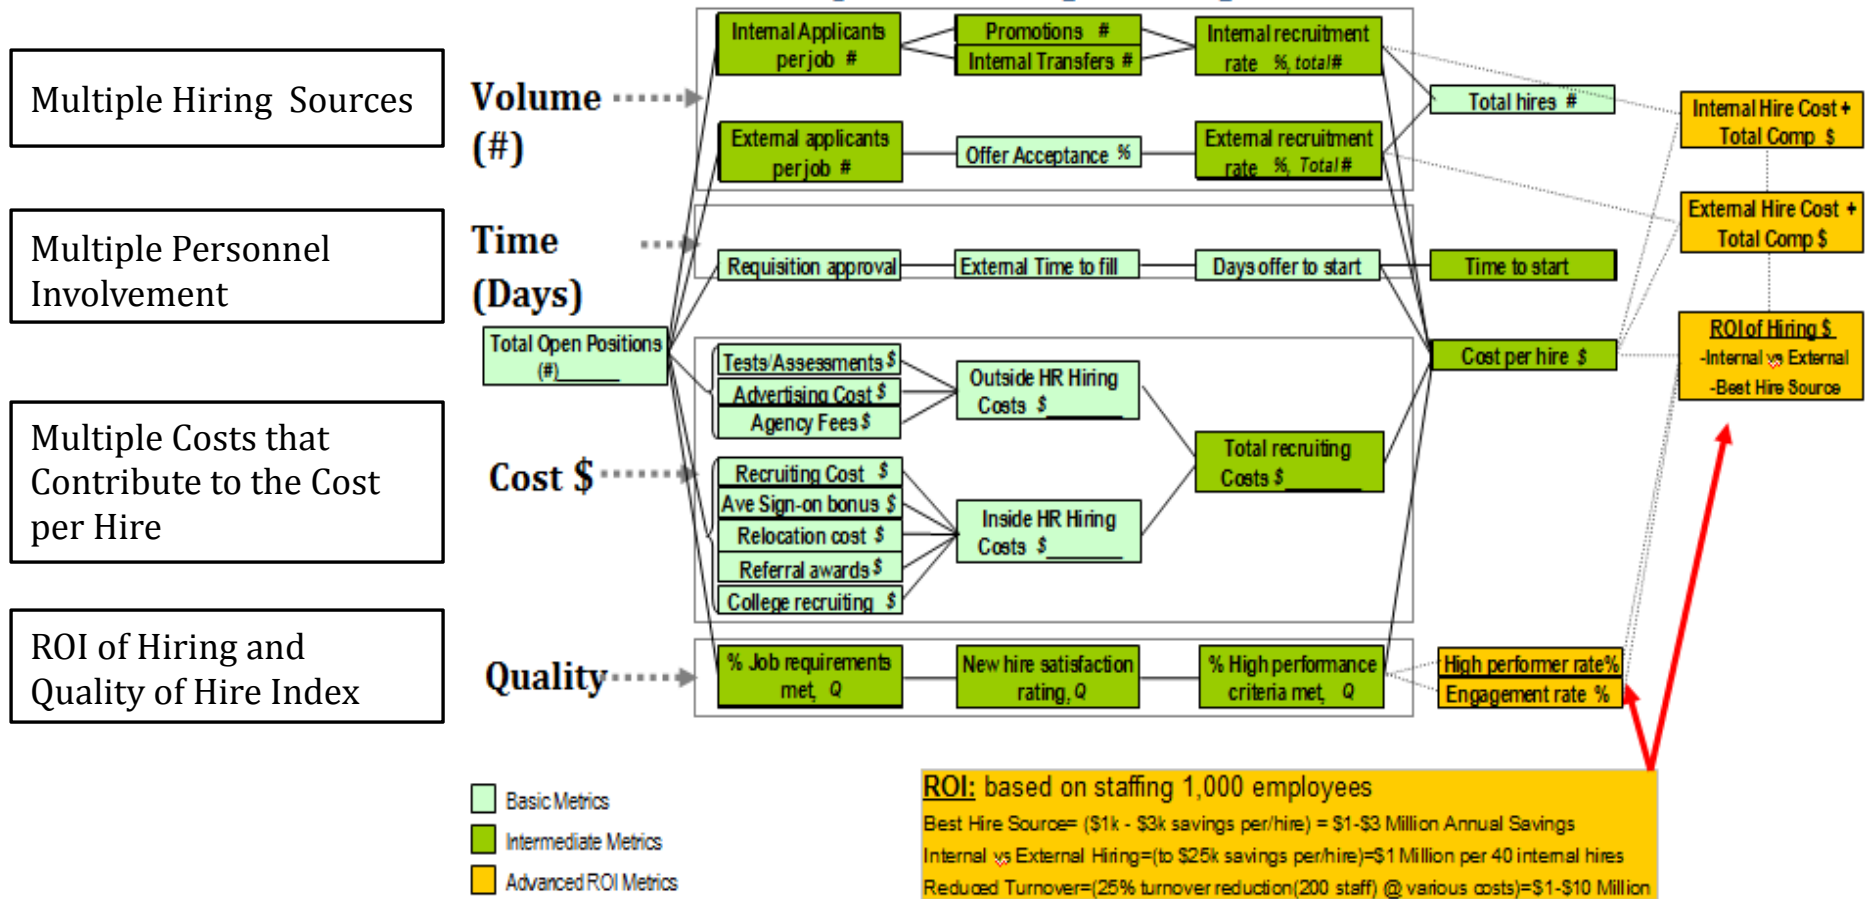 Multiple Hiring Sources
Multiple Personnel
Involvement
Multiple Costs that
Contribute to the Cost
per Hire
ROI of Hiring and
Quality of Hire Index
Volume
(#)
Internal Applicants
per job #
Promotions #
Internal Transfers #
Internal recruitment
rate %, total #
Total hires #
External applicants
per job #
Offer Acceptance %
External recruitment
rate %, Total #
Internal Hire Cost +
Total Comp $
External Hire Cost +
Total Comp $
Time
(Days)
Requisition approval
External Time to fill
Days offer to start
Time to start
Total Open Positions
(#)______
Cost per hire $
ROI of Hiring $
-Internal vs External
-Best Hire Source
Cost $
Tests/Assessments $
Advertising Cost $
Agency Fees $
Outside HR Hiring
Costs $_______
Recruiting Cost $
Ave Sign-on bonus $
Relocation cost $
Referral awards $
College recruiting $
Inside HR Hiring
Costs $_______
Total recruiting
Costs $_______
Quality
% Job requirements
met, Q
New hire satisfaction
rating, Q
% High performance
criteria met, Q
High performer rate%
Engagement rate %
Basic Metrics
Intermediate Metrics
Advanced ROI Metrics
ROI: based on staffing 1,000 employees
Best Hire Source= ($1k - $3k savings per/hire) = $1-$3 Million Annual Savings
Internal vs External Hiring=(to $25k savings per/hire)=$1 Million per 40 internal hires
Reduced Turnover=(25% turnover reduction(200 staff) @ various costs)=$1-$10 Million